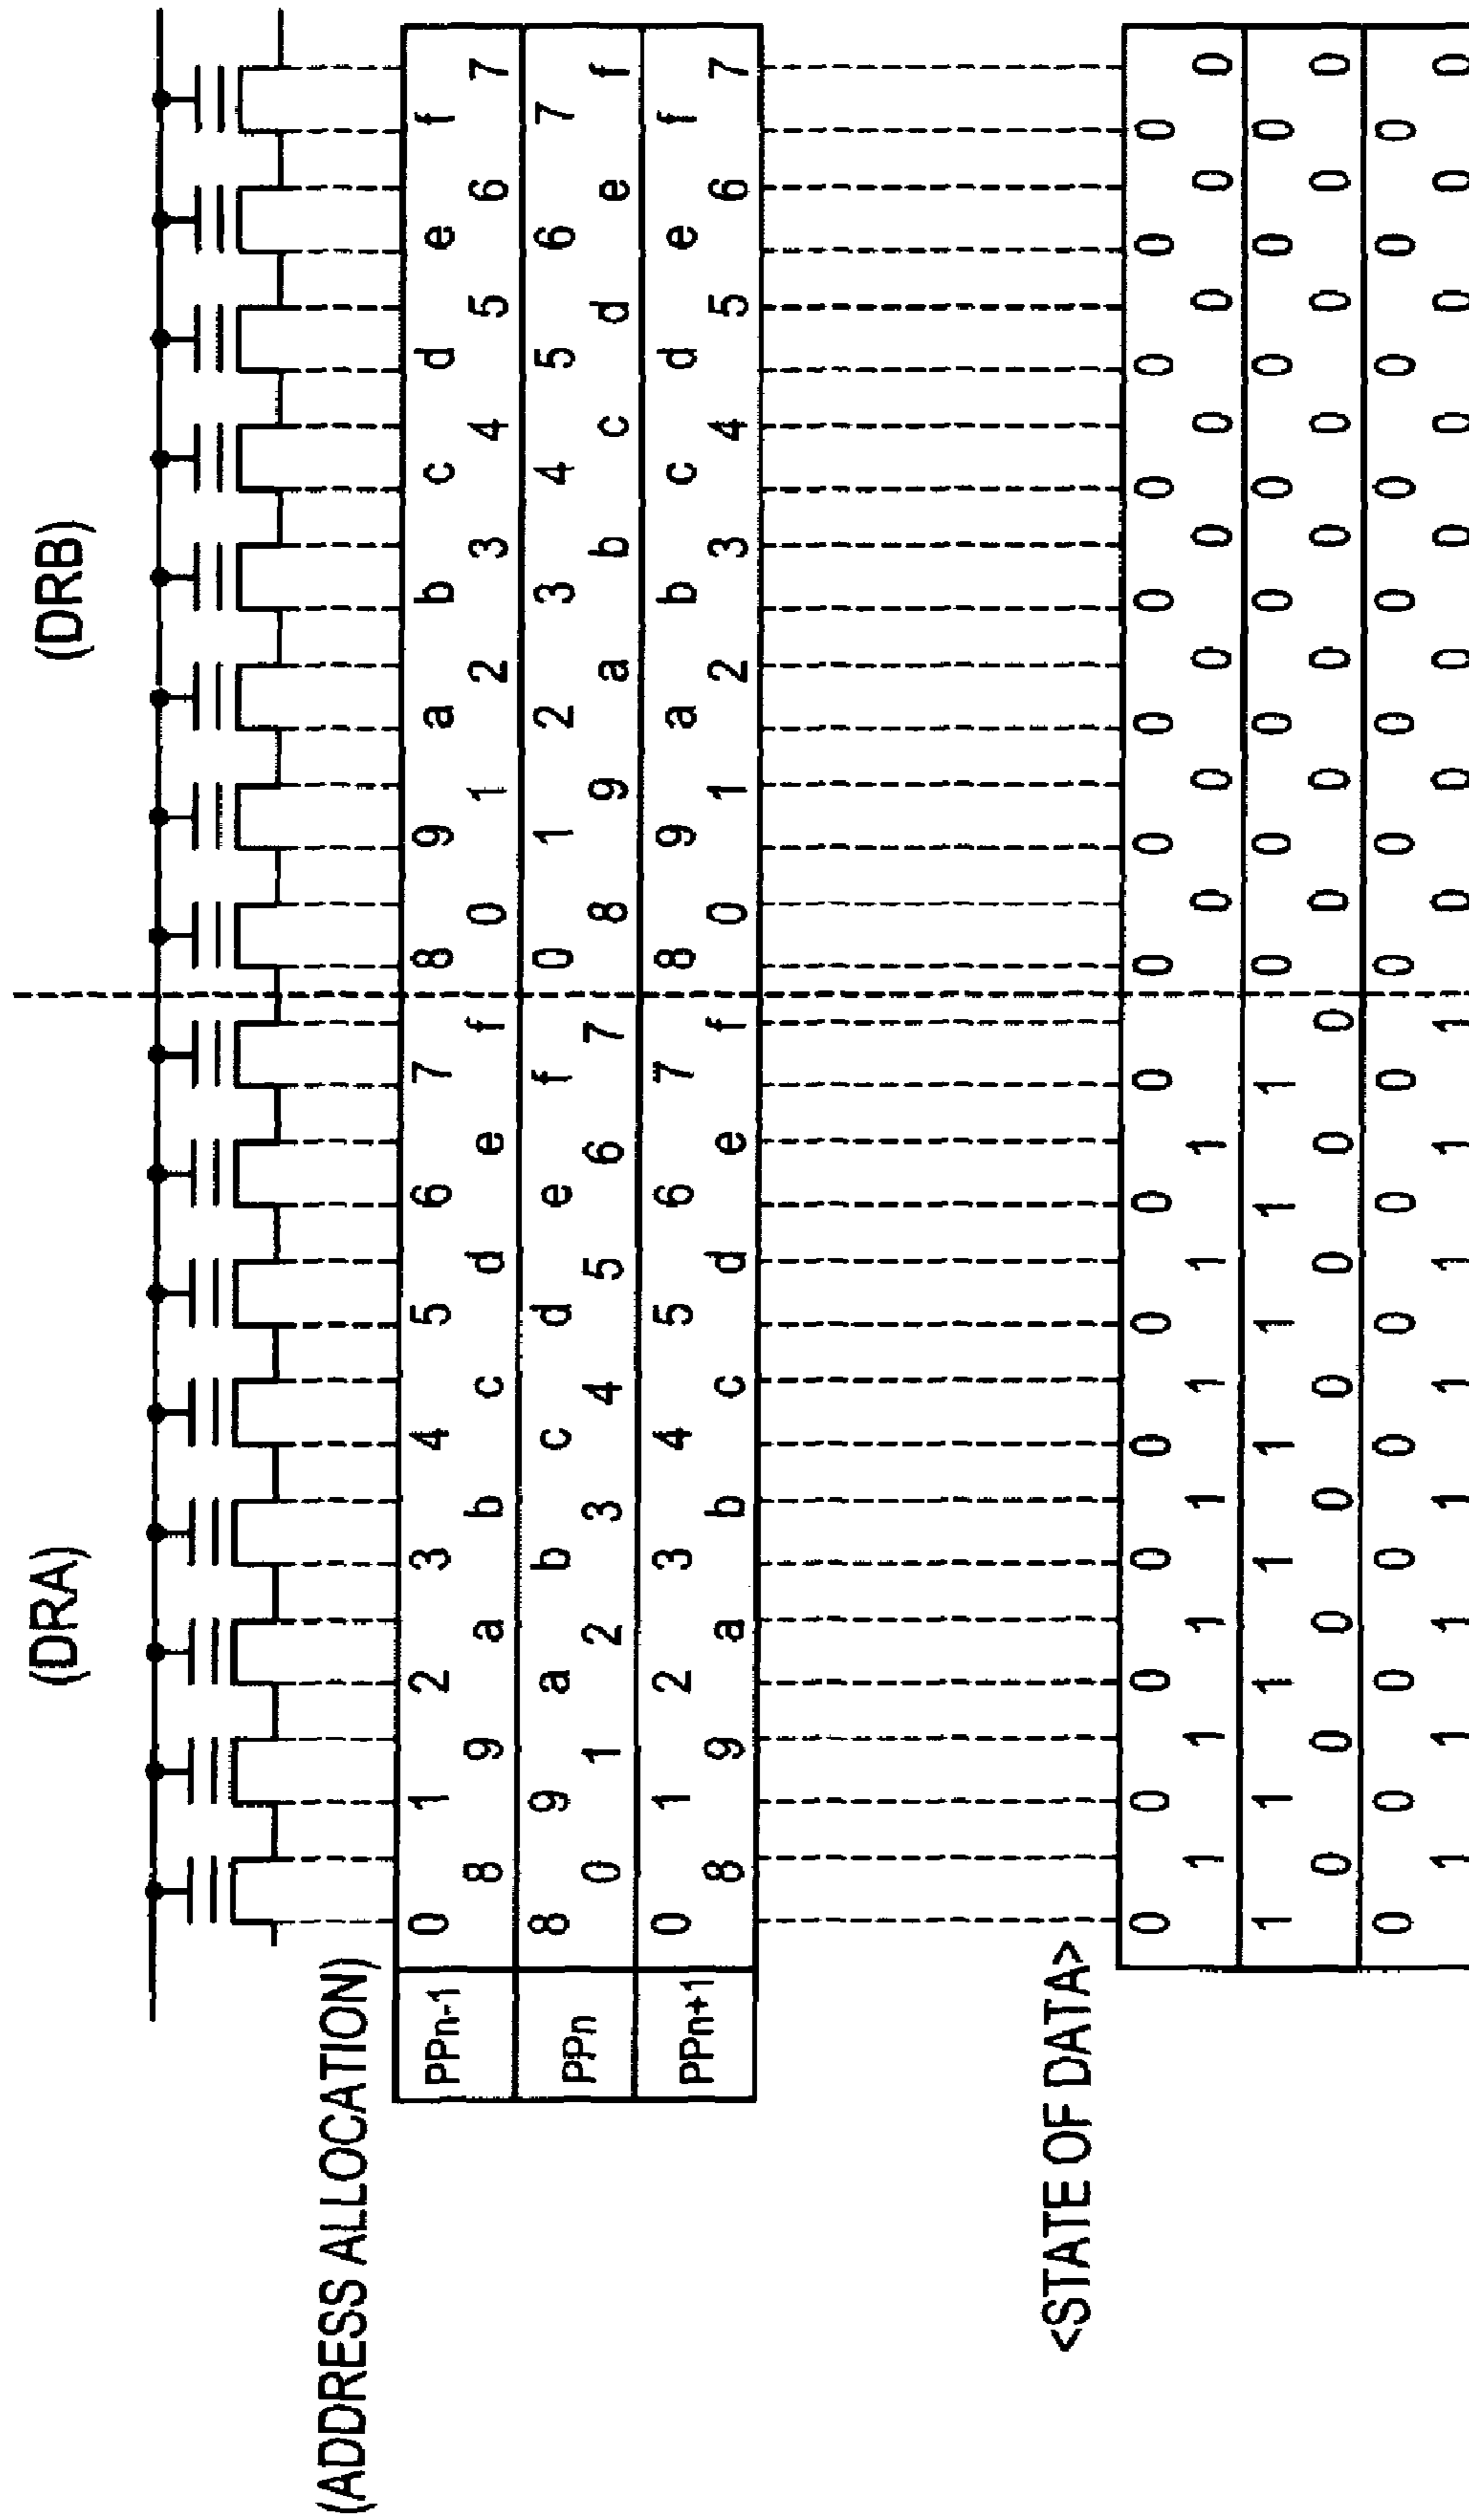 (DRA) (DRB)
(ADDRESS ALLOCATION)
PPn-1
0 1 2 3 4 5 6 7 8 9 a b c d e f
8 9 a b c d e f 0 1 2 3 4 5 6 7
PPn
8 9 a b c d e f 0 1 2 3 4 5 6 7
0 1 2 3 4 5 6 7 8 9 a b c d e f
PPn+1
0 1 2 3 4 5 6 7 8 9 a b c d e f
8 9 a b c d e f 0 1 2 3 4 5 6 7
<STATE OF DATA>
0 0 0 0 0 0 0 0 0 0 0 0 0 0 0 0
1 1 1 1 1 1 1 0 0 0 0 0 0 0 0
1 1 1 1 1 1 1 1 0 0 0 0 0 0 0 0
0 0 0 0 0 0 0 0 0 0 0 0 0 0 0 0
0 0 0 0 0 0 0 0 0 0 0 0 0 0 0 0
1 1 1 1 1 1 1 1 0 0 0 0 0 0 0 0